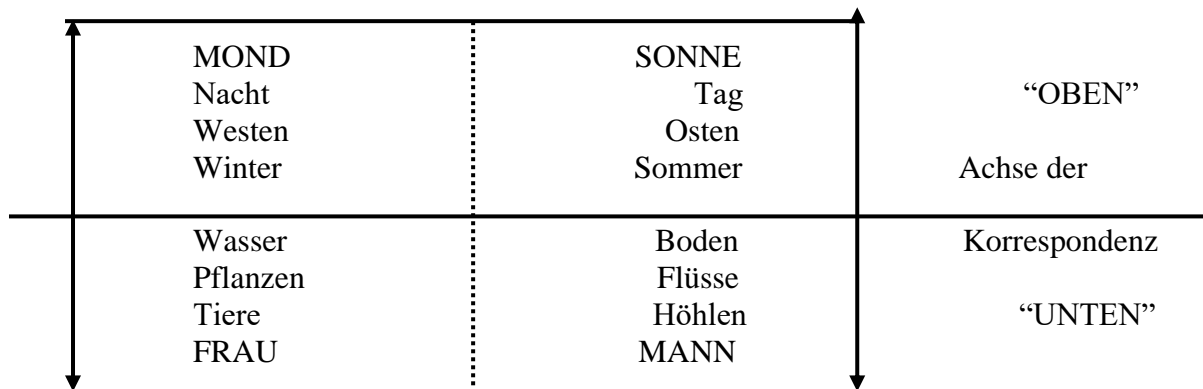 MOND SONNE
Nacht Tag “OBEN”
Westen Osten
Winter Sommer Achse der
Wasser Boden Korrespondenz
Pflanzen Flüsse
Tiere Höhlen “UNTEN”
FRAU MANN